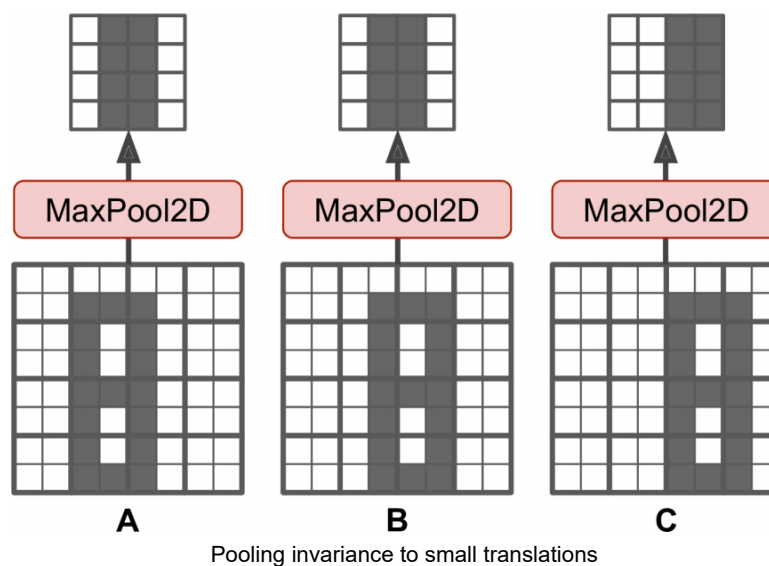 MaxPool2D MaxPool2D MaxPool2D
A B C
Pooling invariance to small translations